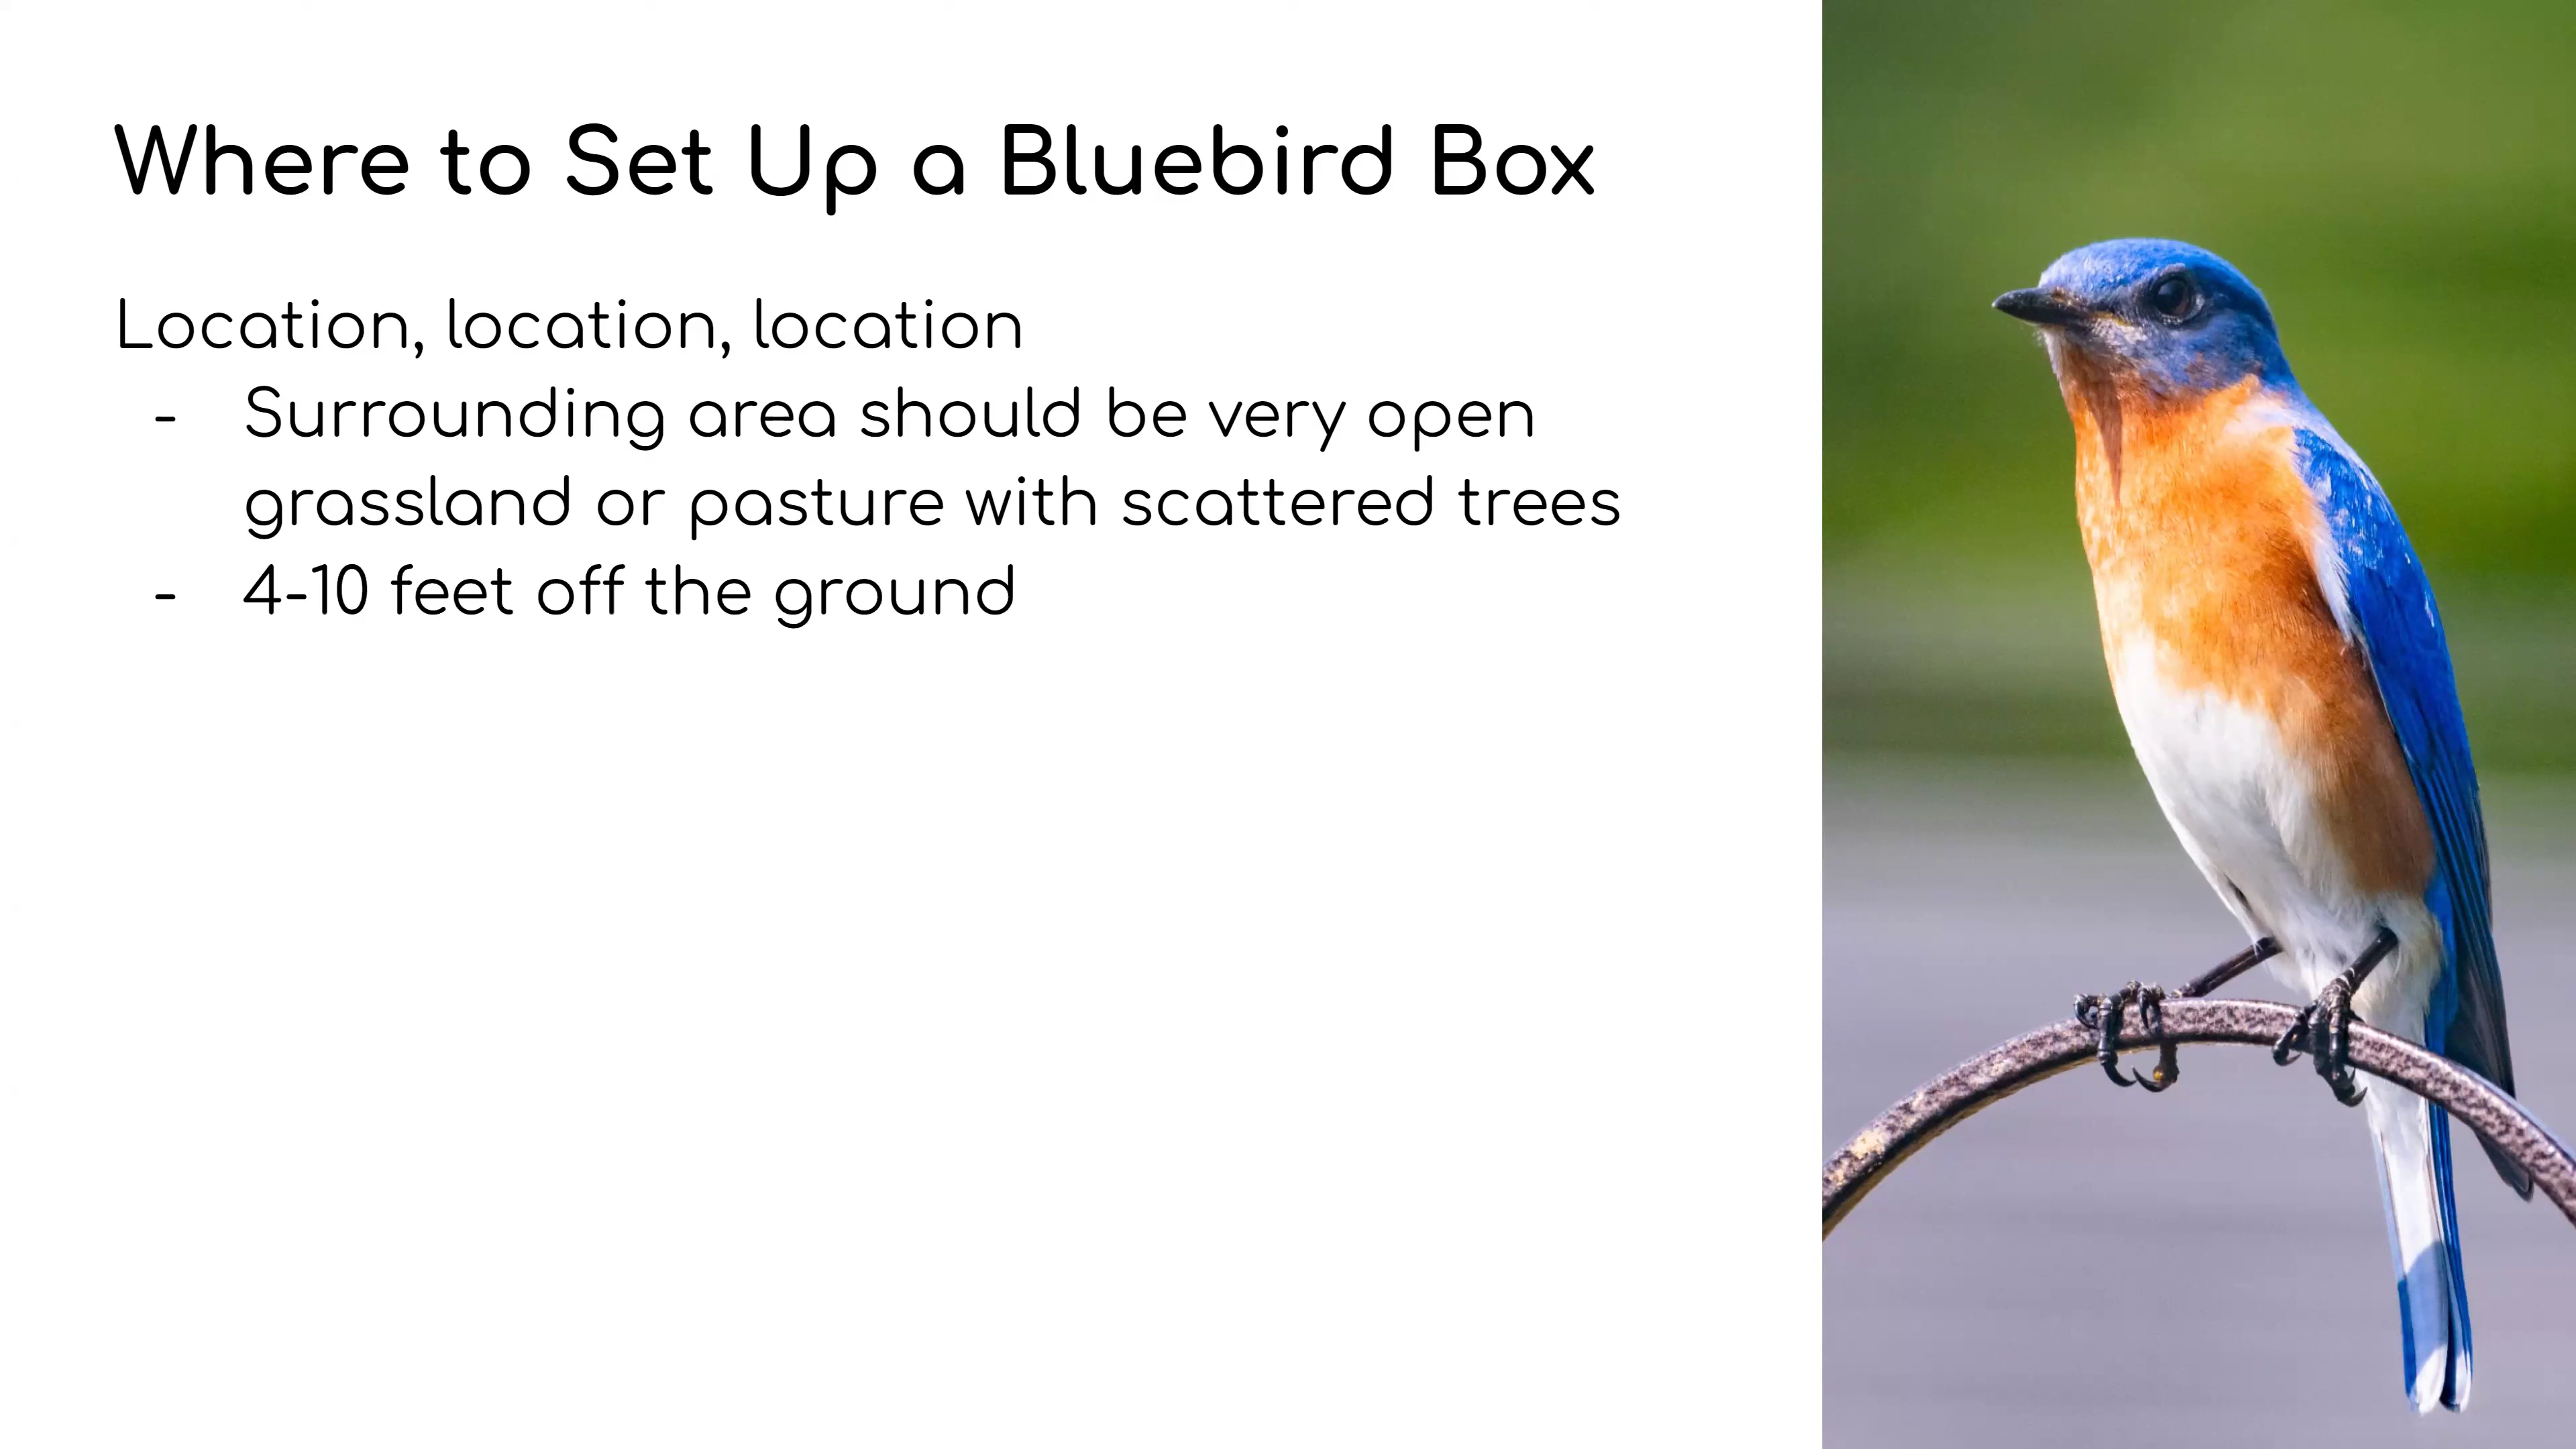 Where to Set Up a Bluebird Box
Location, location, location
- Surrounding area should be very open
grassland or pasture with scattered trees
- 4-10 feet off the ground